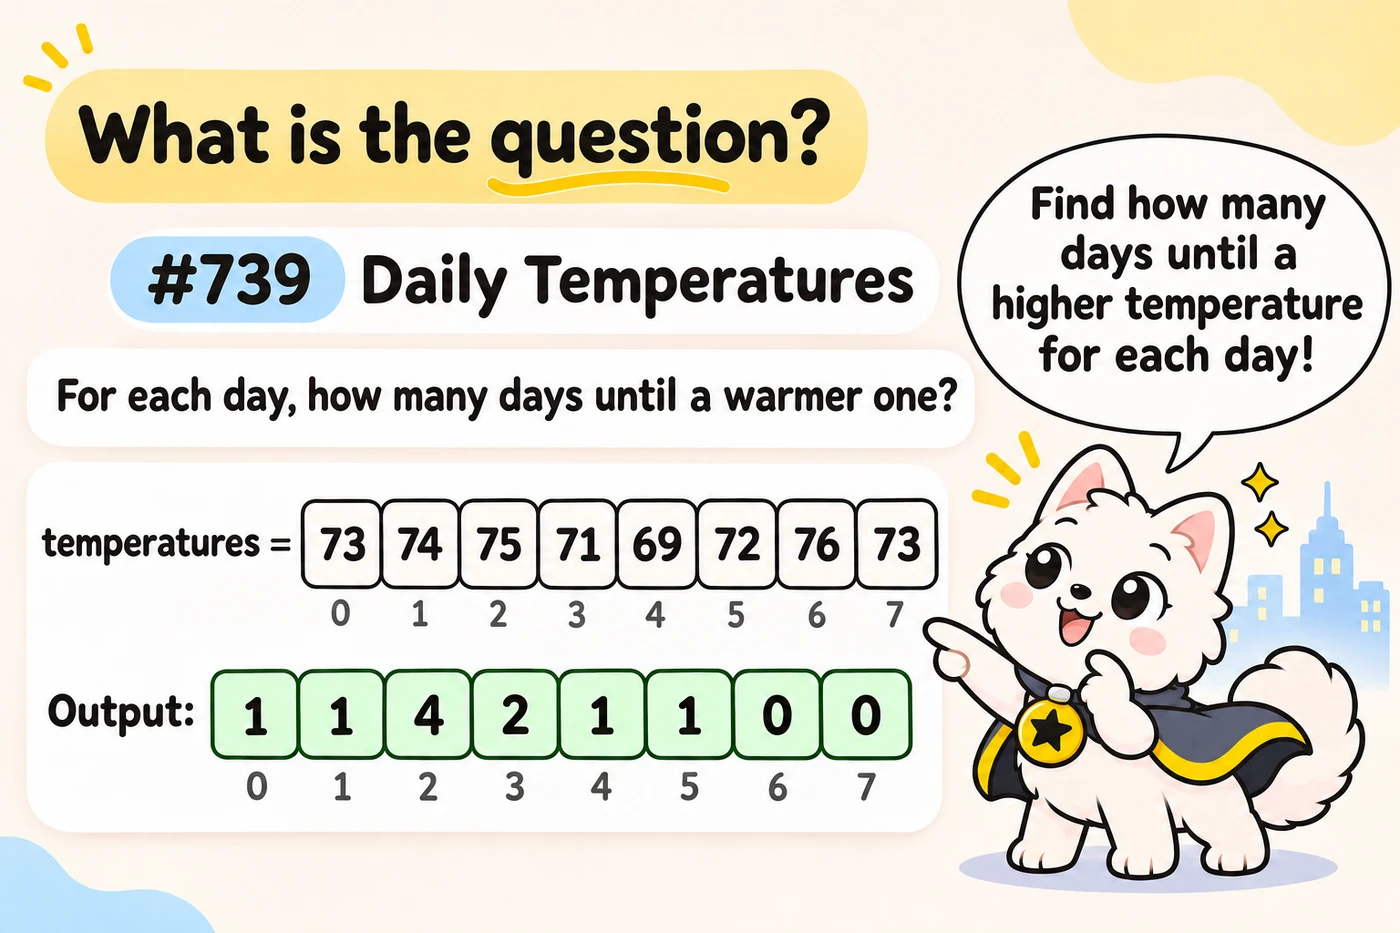 What is the question?
#739 Daily Temperatures
For each day, how many days until a warmer one?
Find how many
days until a
higher temperature
for each day!
temperatures = 73 74 75 71 69 72 76 73
0 1 2 3 4 5 6 7
Output: 1 1 4 2 1 1 0 0
0 1 2 3 4 5 6 7